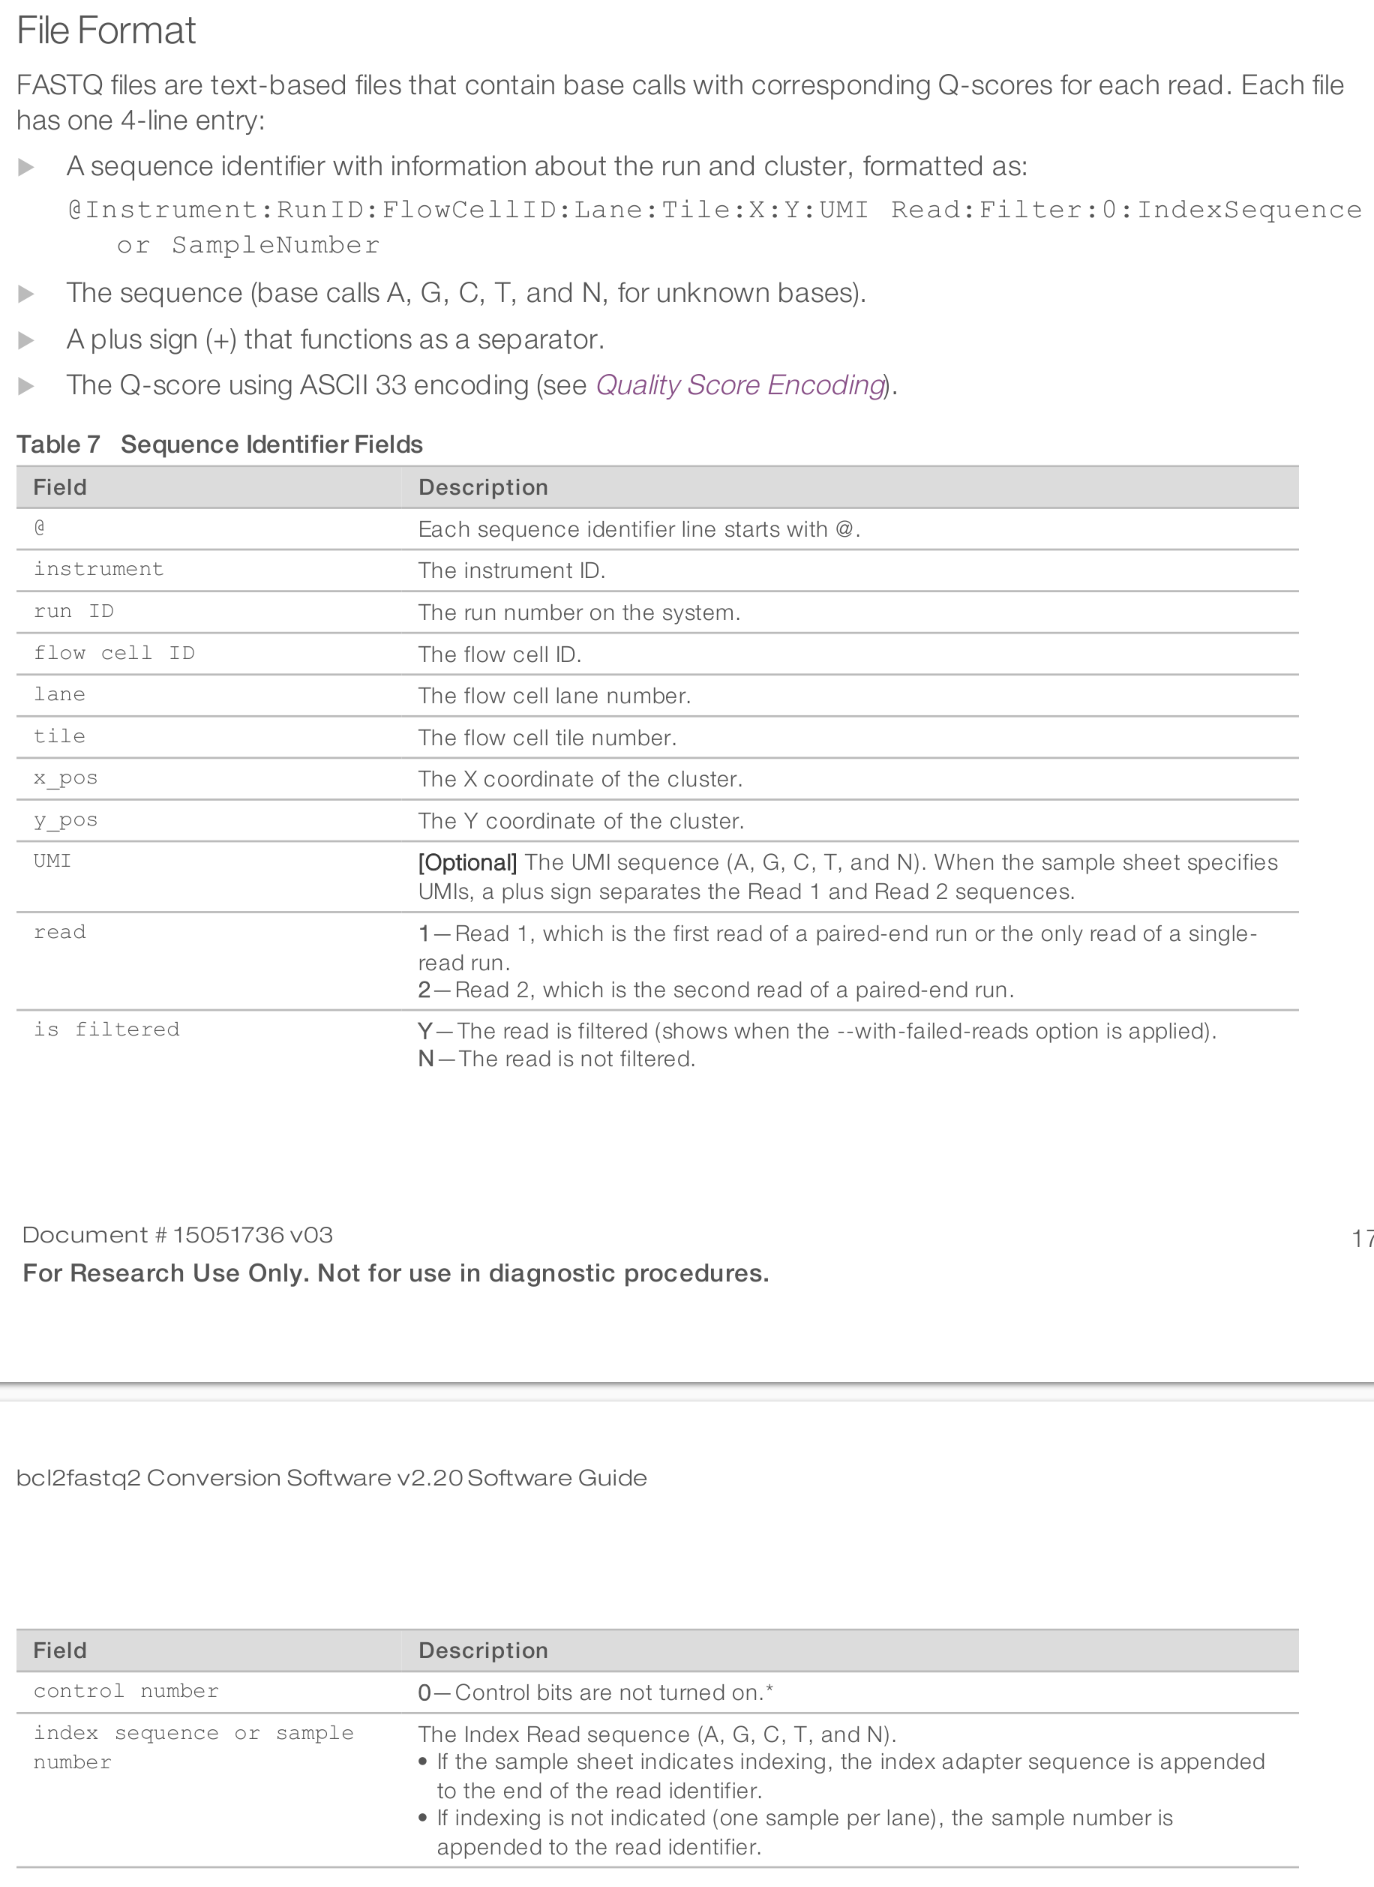 File Format
FASTQ files are text-based files that contain base calls with corresponding Q-scores for each read. Each file
has one 4-line entry:
A sequence identifier with information about the run and cluster, formatted as:
@Instrument:RunID:FlowCellID:Lane:Tile:X:Y:UMI Read:Filter:0:IndexSequence
or SampleNumber
The sequence (base calls A, G, C, T, and N, for unknown bases).
A plus sign (+) that functions as a separator.
The Q-score using ASCII 33 encoding (see Quality Score Encoding).
Table 7 Sequence Identifier Fields
Field Description
@ Each sequence identifier line starts with @.
instrument The instrument ID.
run ID The run number on the system.
flow cell ID The flow cell ID.
lane The flow cell lane number.
tile The flow cell tile number.
x_pos The X coordinate of the cluster.
y_pos The Y coordinate of the cluster.
UMI [Optional] The UMI sequence (A, G, C, T, and N). When the sample sheet specifies
UMIs, a plus sign separates the Read 1 and Read 2 sequences.
read 1—Read 1, which is the first read of a paired-end run or the only read of a single-
read run.
2—Read 2, which is the second read of a paired-end run.
is filtered Y—The read is filtered (shows when the --with-failed-reads option is applied).
N—The read is not filtered.
Document # 15051736 v03 17
For Research Use Only. Not for use in diagnostic procedures.
bcl2fastq2 Conversion Software v2.20 Software Guide
Field Description
control number 0—Control bits are not turned on.*
index sequence or sample The Index Read sequence (A, G, C, T, and N).
number • If the sample sheet indicates indexing, the index adapter sequence is appended
to the end of the read identifier.
• If indexing is not indicated (one sample per lane), the sample number is
appended to the read identifier.